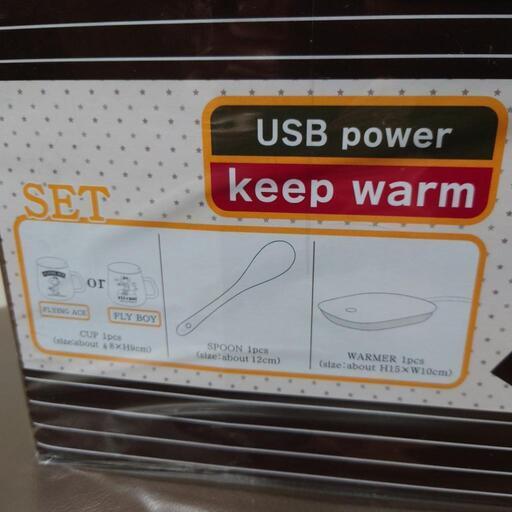 USB power
keep warm
SET
or
FLYING ACE
FLY BOY
CUP 1pcs
(size:about φ8×H9cm)
SPOON 1pcs
(size:about 12cm)
WARMER 1pcs
(size:about H15×W10cm)